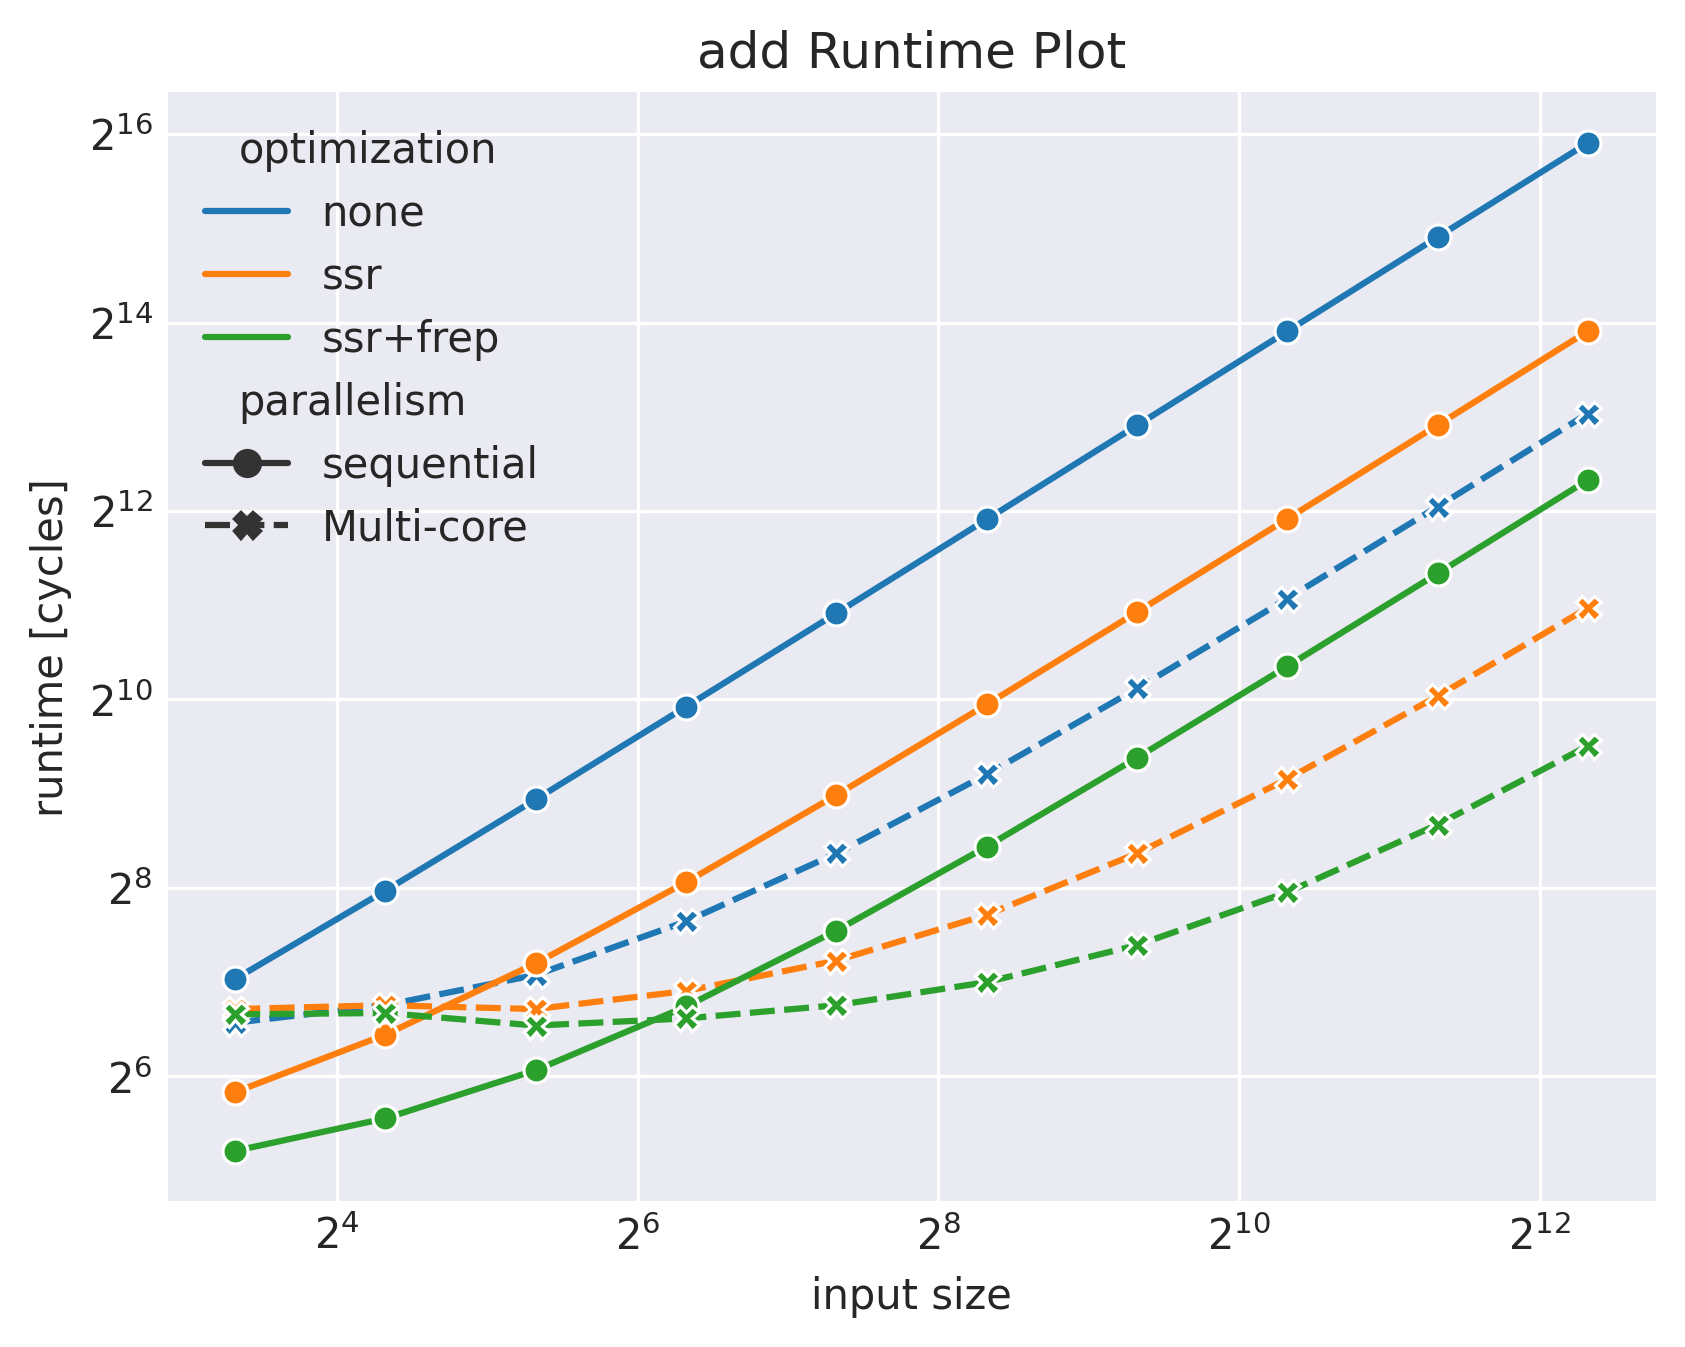 add Runtime Plot
optimization
none
ssr
ssr+frep
parallelism
sequential
Multi-core
runtime [cycles]
2^16
2^14
2^12
2^10
2^8
2^6
2^4 2^6 2^8 2^10 2^12
input size